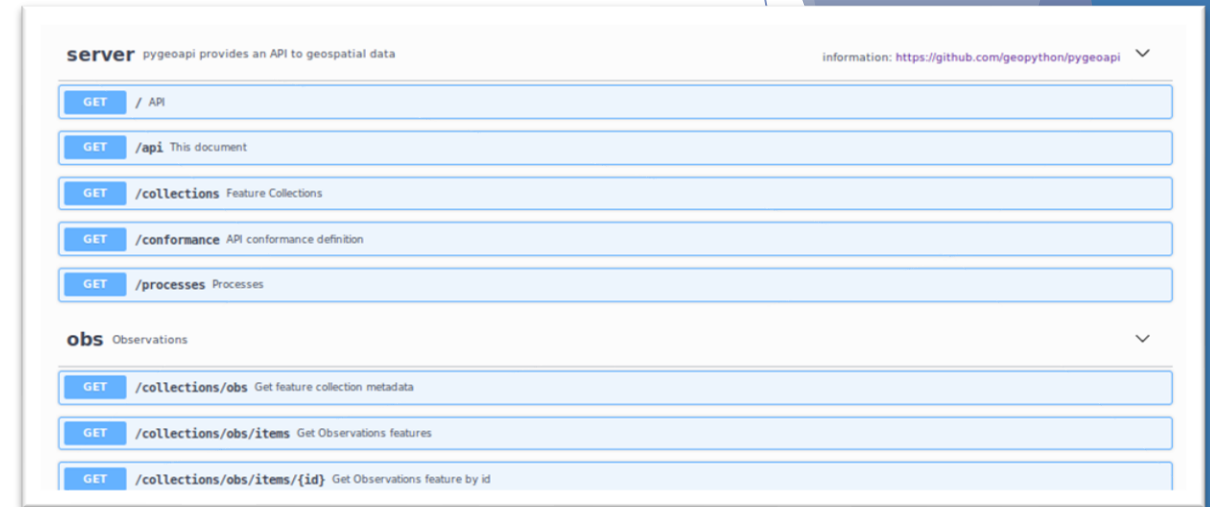 server pygeoapi provides an API to geospatial data information: https://github.com/geopython/pygeoapi
GET / API
GET /api This document
GET /collections Feature Collections
GET /conformance API conformance definition
GET /processes Processes
obs Observations
GET /collections/obs Get feature collection metadata
GET /collections/obs/items Get Observations features
GET /collections/obs/items/{id} Get Observations feature by id